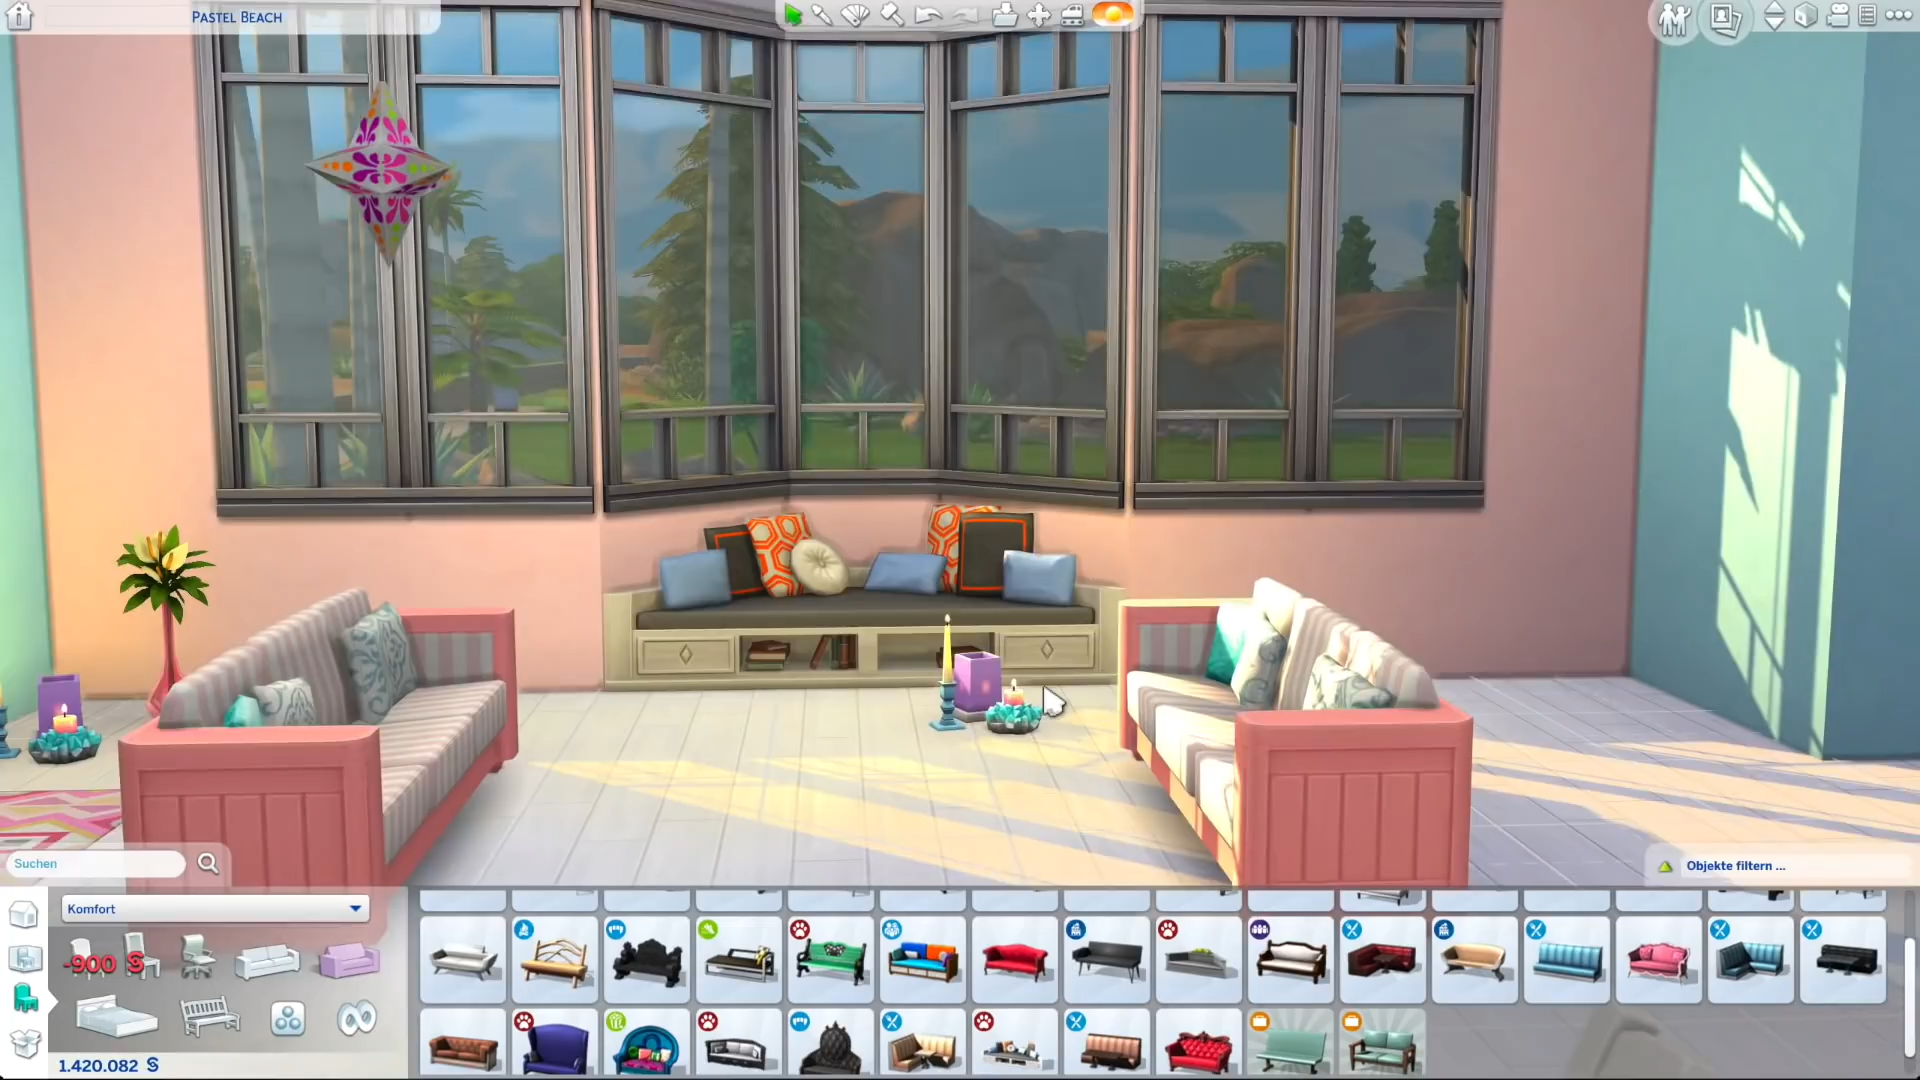 PASTEL BEACH
Suchen
Objekte filtern ...
Komfort
-900 §
1.420.082 §